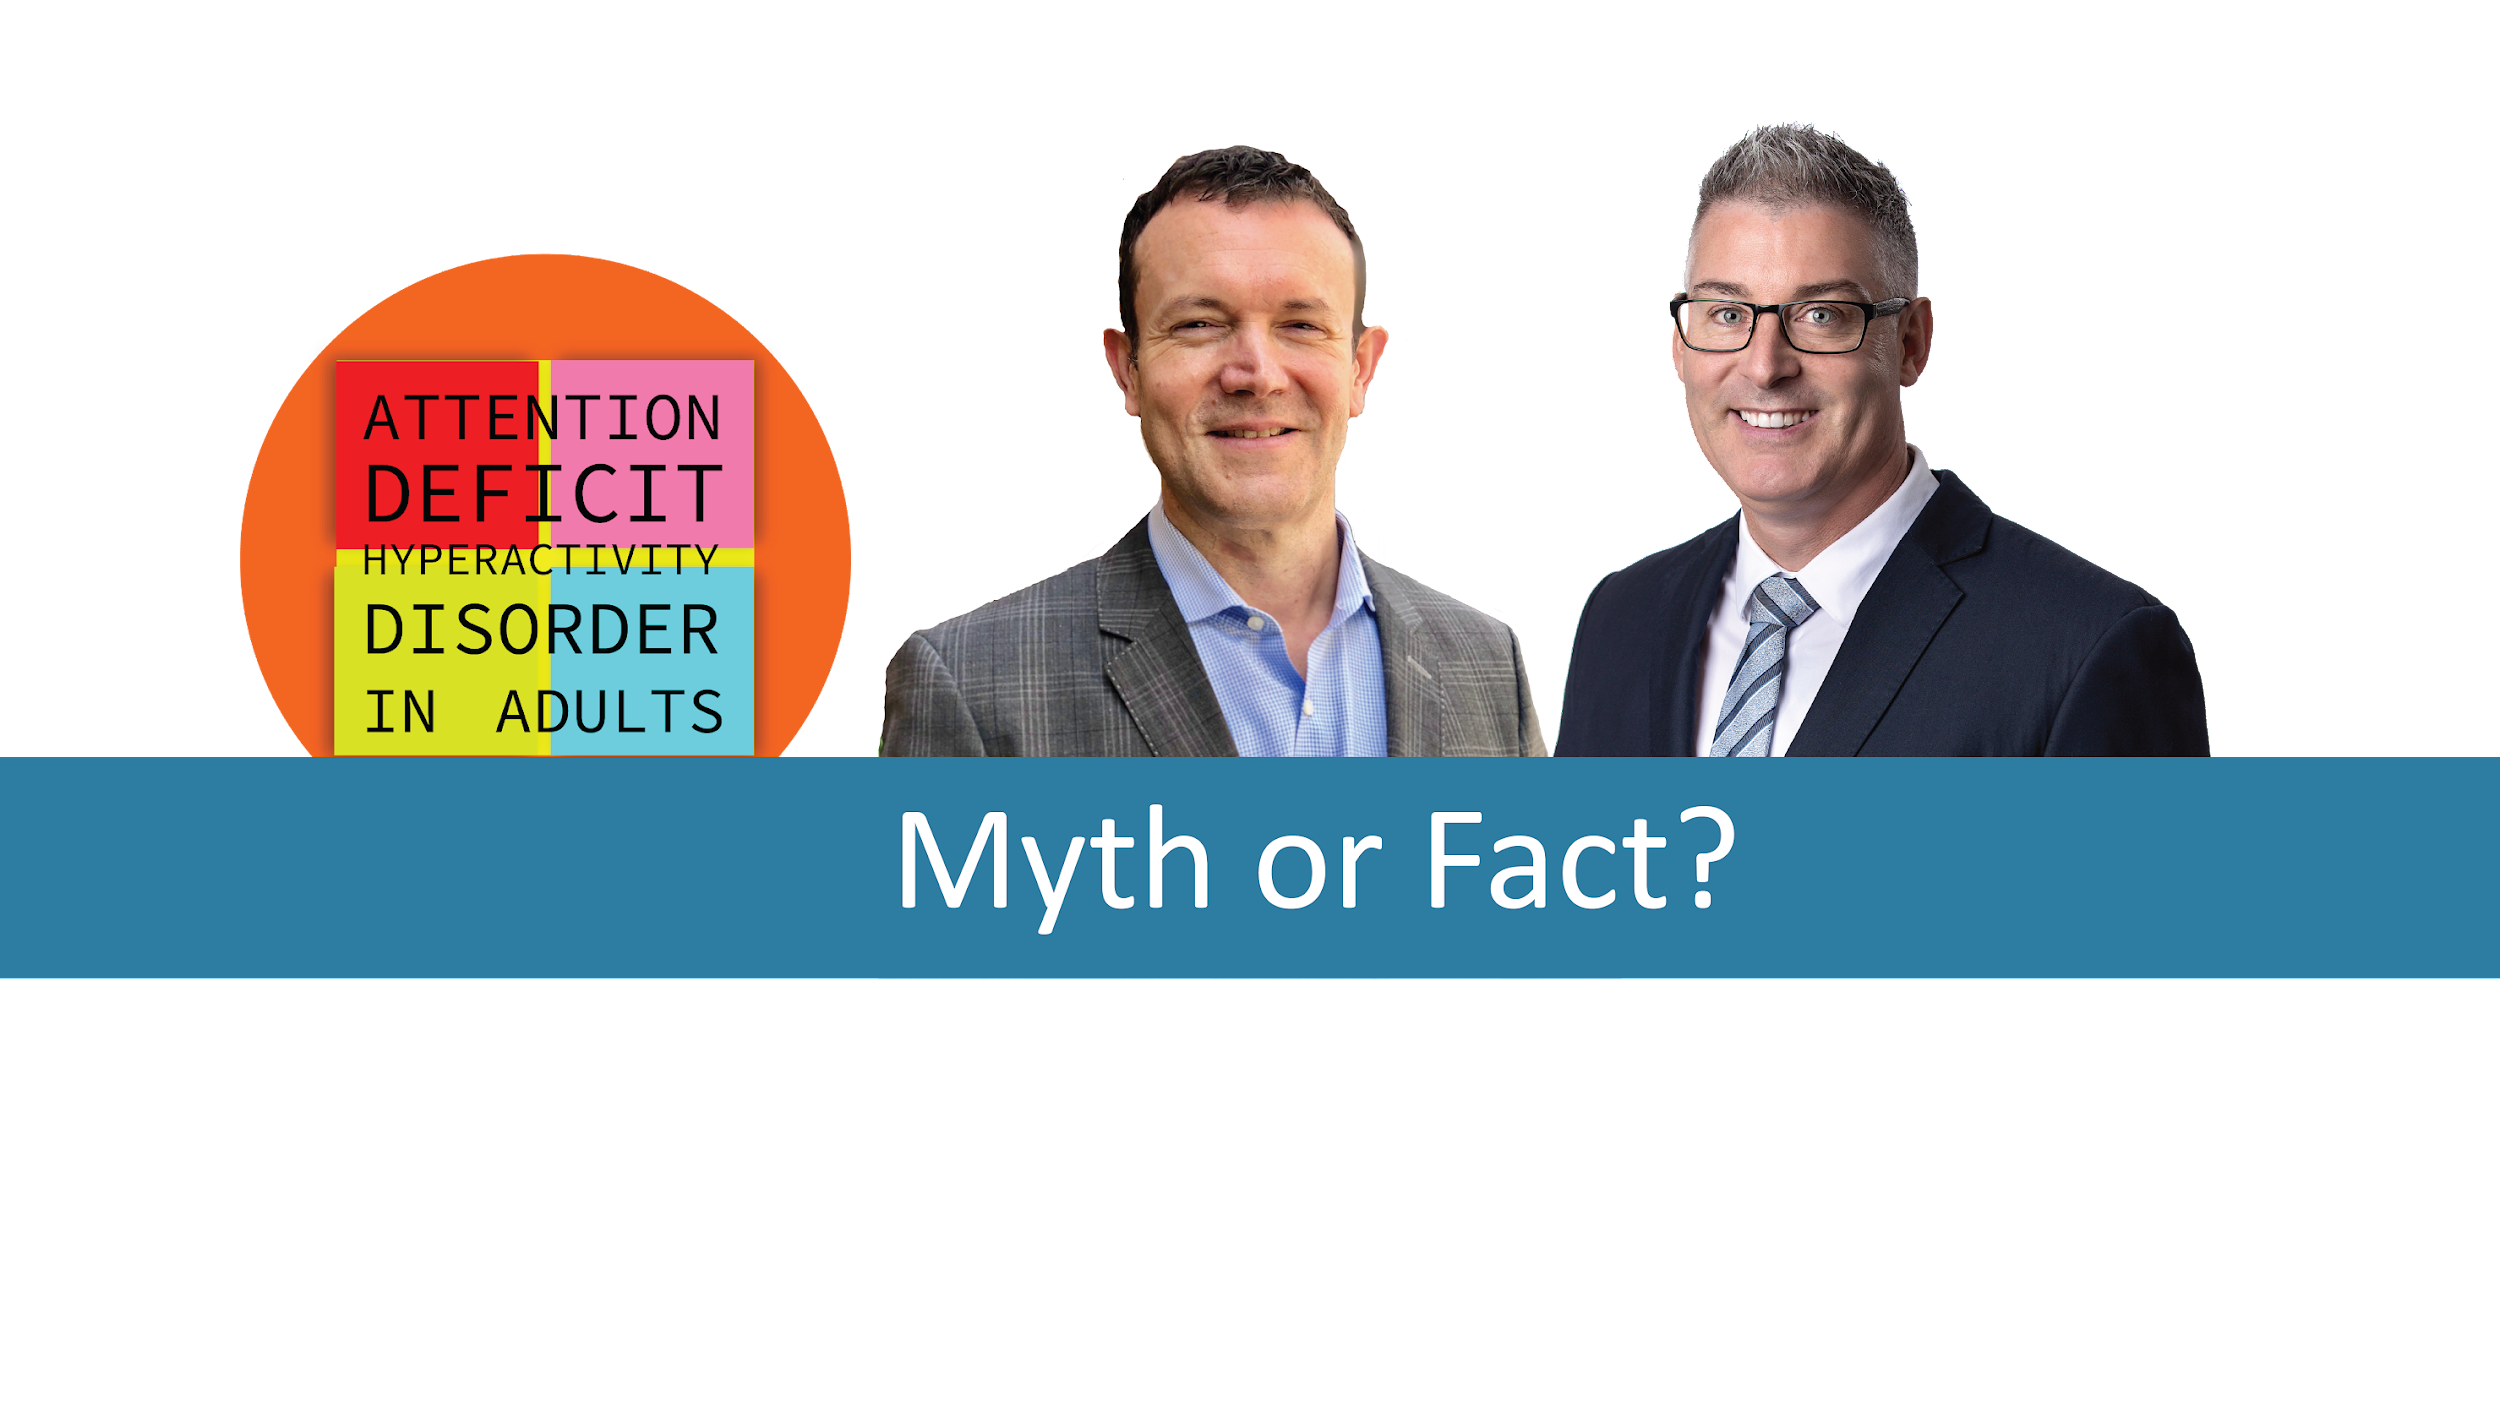 ATTENTION
DEFICIT
HYPERACTIVITY
DISORDER
IN ADULTS
Myth or Fact?